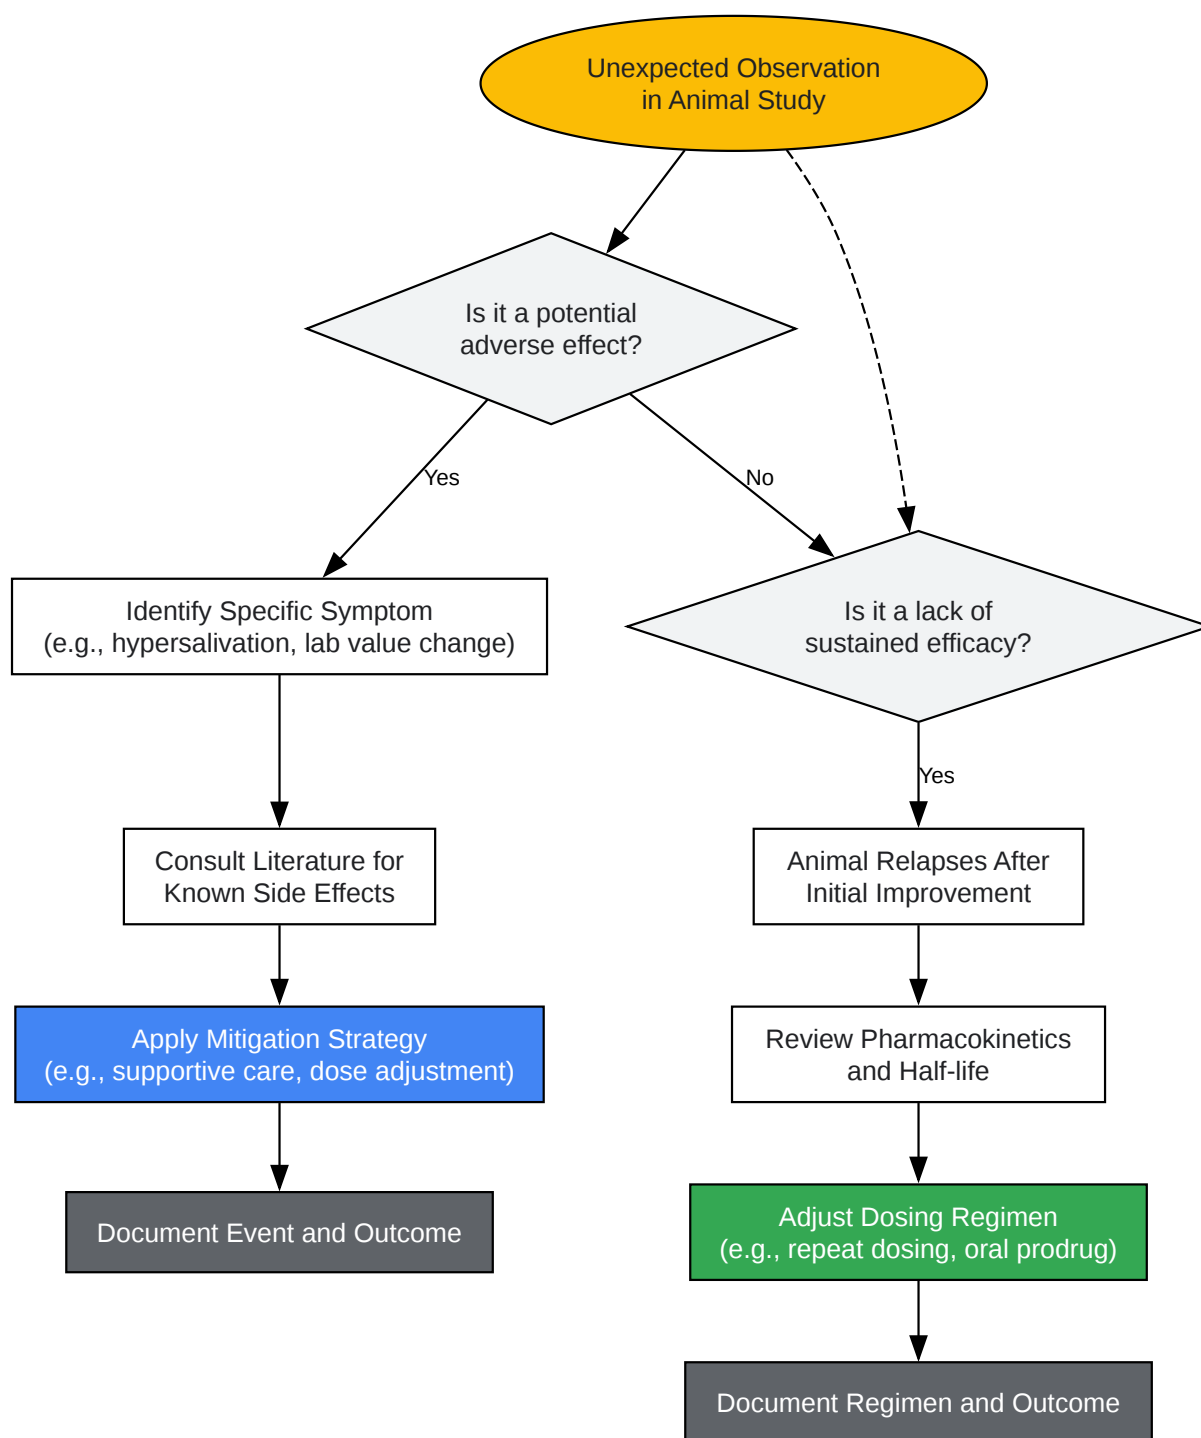 Unexpected Observation
in Animal Study
Is it a potential
adverse effect?
Yes
No
Identify Specific Symptom
(e.g., hypersalivation, lab value change)
Is it a lack of
sustained efficacy?
Yes
Consult Literature for
Known Side Effects
Animal Relapses After
Initial Improvement
Apply Mitigation Strategy
(e.g., supportive care, dose adjustment)
Review Pharmacokinetics
and Half-life
Document Event and Outcome
Adjust Dosing Regimen
(e.g., repeat dosing, oral prodrug)
Document Regimen and Outcome